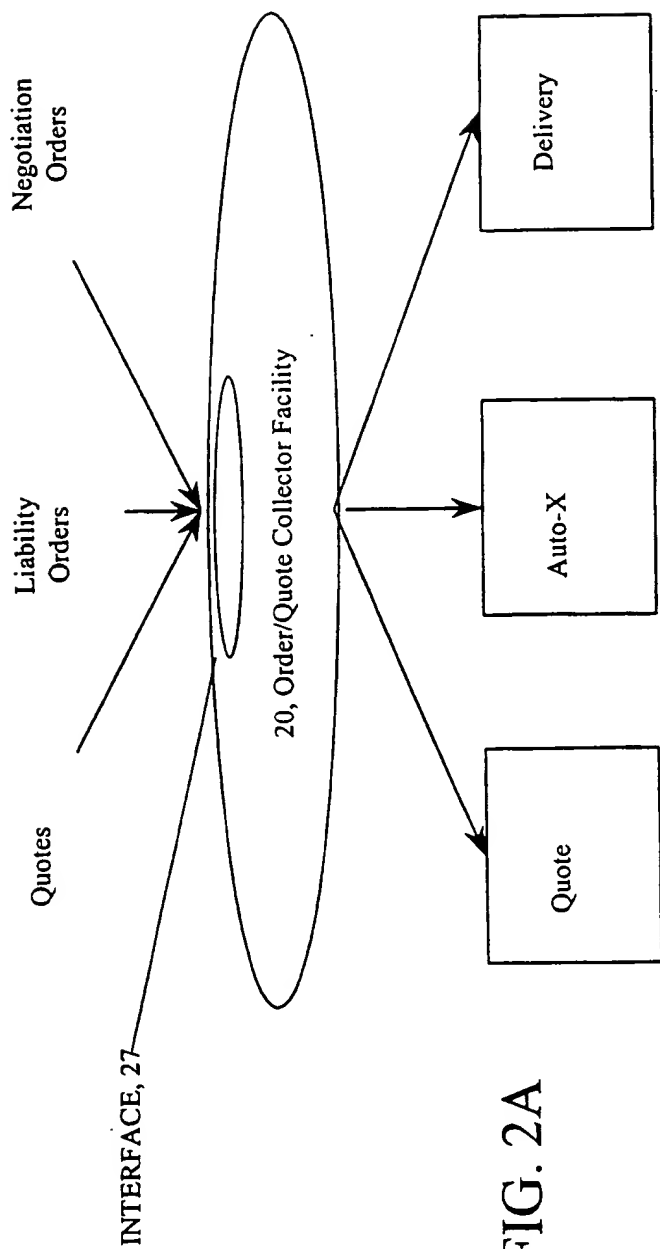 Quotes
Liability
Orders
Negotiation
Orders
INTERFACE, 27
20, Order/Quote Collector Facility
Quote
Auto-X
Delivery
FIG. 2A